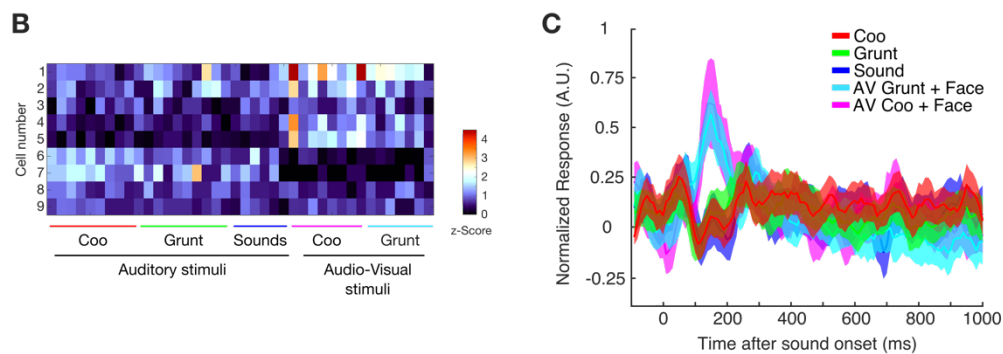 B
Cell number
1
2
3
4
5
6
7
8
9
4
3
2
1
0
z-Score
Coo
Grunt
Sounds
Coo
Grunt
Auditory stimuli
Audio-Visual
stimuli
C
Normalized Response (A.U.)
1
0.75
0.5
0.25
0
-0.25
Coo
Grunt
Sound
AV Grunt + Face
AV Coo + Face
0 200 400 600 800 1000
Time after sound onset (ms)